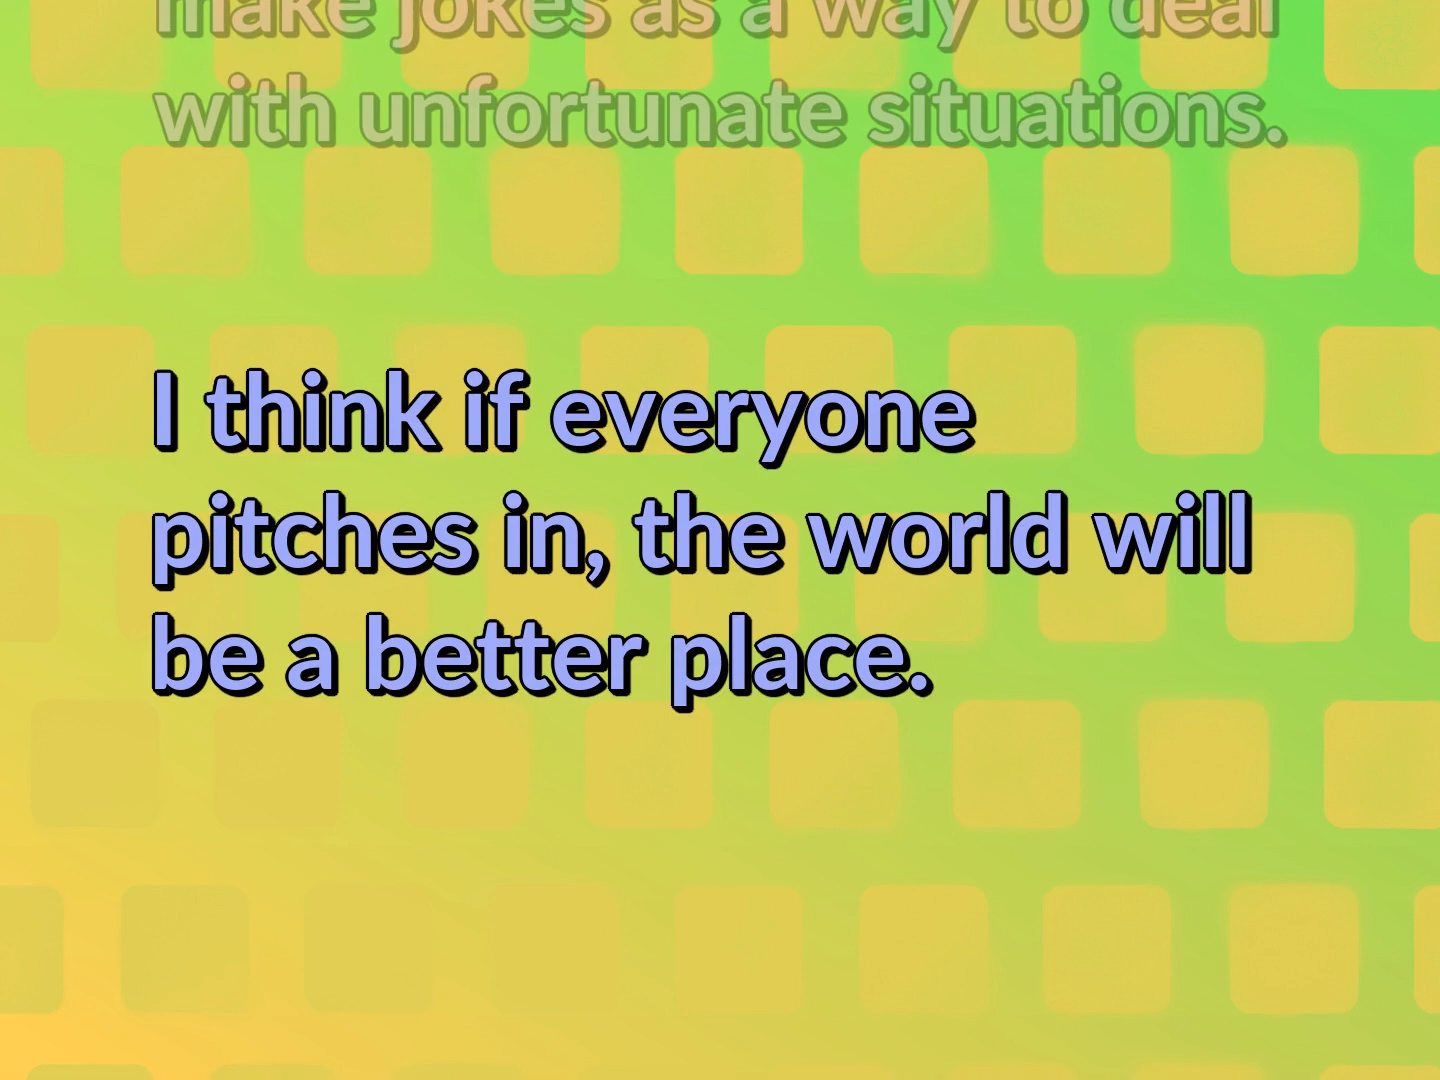 make jokes as a way to deal
with unfortunate situations.
I think if everyone
pitches in, the world will
be a better place.